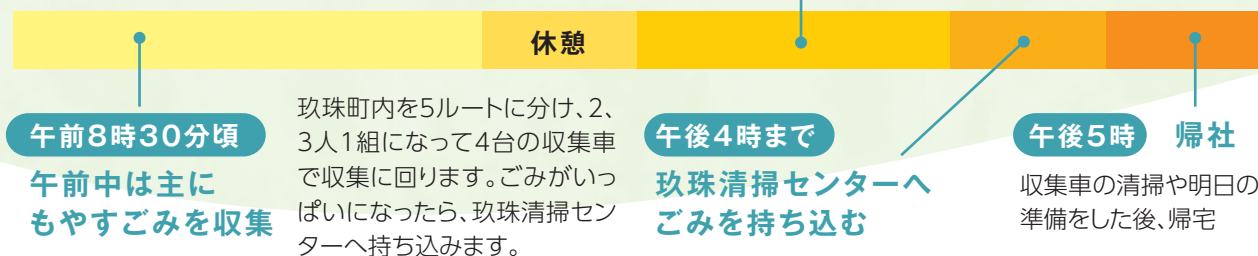 休憩
午前8時30分頃
午前中は主に
もやすごみを収集
玖珠町内を5ルートに分け、2、
3人1組になって4台の収集車
で収集に回ります。ごみがいっ
ぱいになったら、玖珠清掃セン
ターへ持ち込みます。
午後4時まで
玖珠清掃センターへ
ごみを持ち込む
午後5時 帰社
収集車の清掃や明日の
準備をした後、帰宅